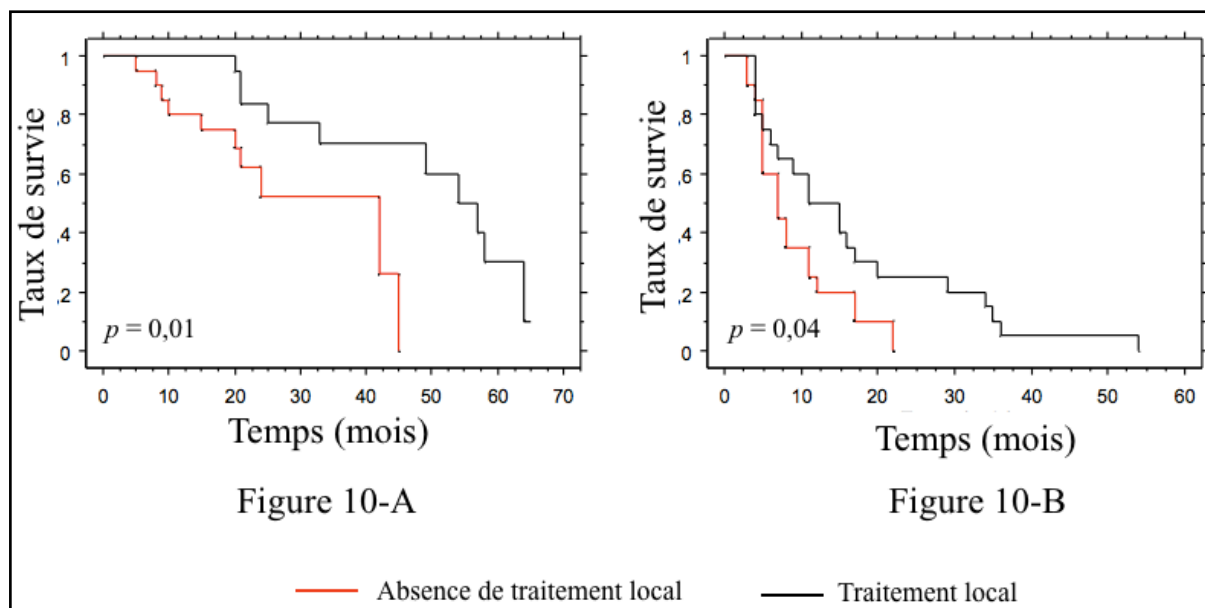 Taux de survie
1
,8
,6
,4
,2
0
p = 0,01
0 10 20 30 40 50 60 70
Temps (mois)
Figure 10-A
Taux de survie
1
,8
,6
,4
,2
0
p = 0,04
0 10 20 30 40 50 60
Temps (mois)
Figure 10-B
Absence de traitement local
Traitement local